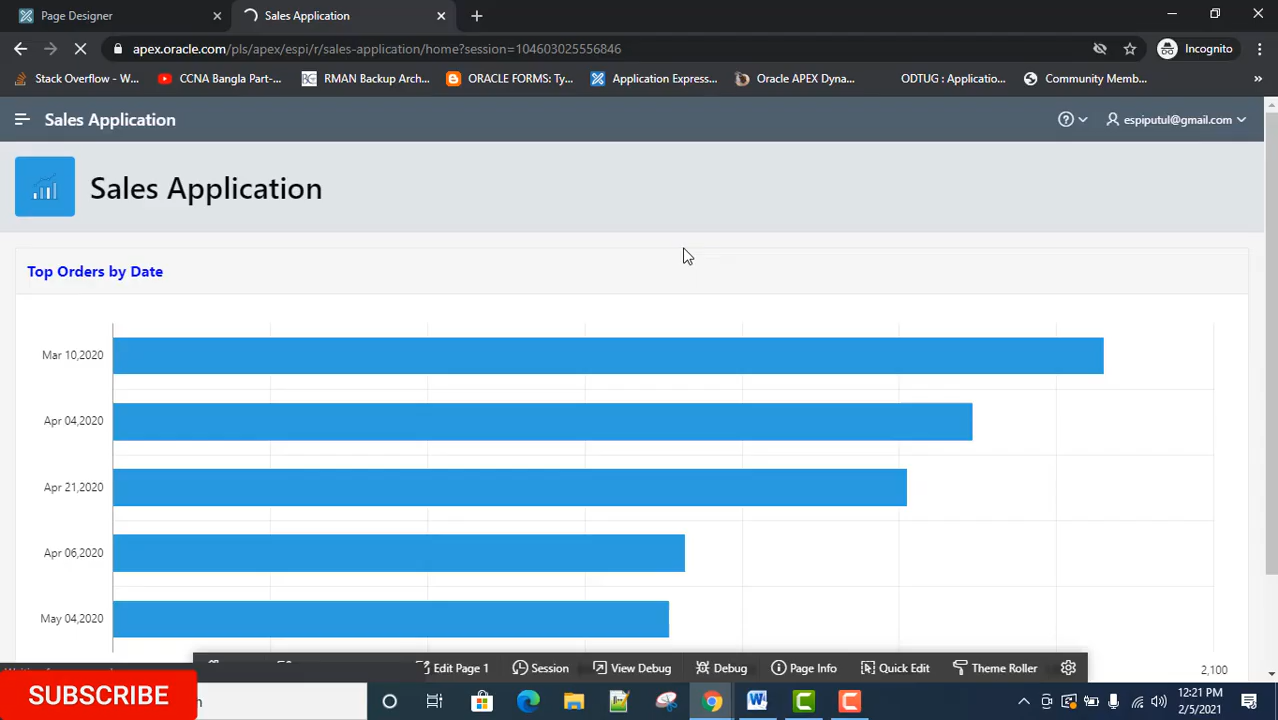 Page Designer
Sales Application
apex.oracle.com/pls/apex/espi/r/sales-application/home?session=104603025556846
Incognito
Stack Overflow - W...
CCNA Bangla Part-...
RMAN Backup Arch...
ORACLE FORMS: Ty...
Application Express...
Oracle APEX Dyna...
ODTUG : Applicatio...
Community Memb...
Sales Application
espiputul@gmail.com
Sales Application
Top Orders by Date
Mar 10,2020
Apr 04,2020
Apr 21,2020
Apr 06,2020
May 04,2020
2,100
Edit Page 1
Session
View Debug
Debug
Page Info
Quick Edit
Theme Roller
SUBSCRIBE
12:21 PM
2/5/2021